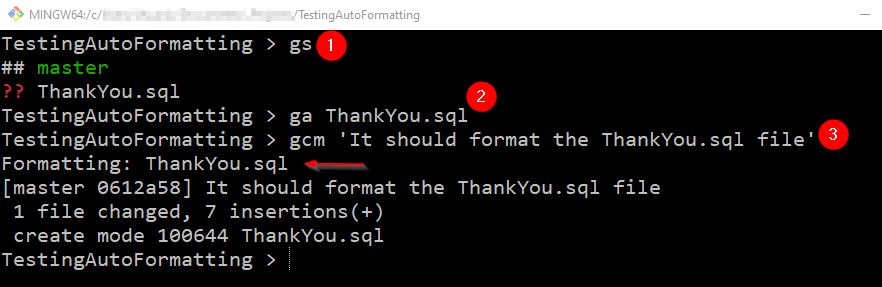 MINGW64:/c/ /TestingAutoFormatting
TestingAutoFormatting > gs 1
## master
?? ThankYou.sql
TestingAutoFormatting > ga ThankYou.sql 2
TestingAutoFormatting > gcm 'It should format the ThankYou.sql file' 3
Formatting: ThankYou.sql
[master 0612a58] It should format the ThankYou.sql file
1 file changed, 7 insertions(+)
create mode 100644 ThankYou.sql
TestingAutoFormatting >